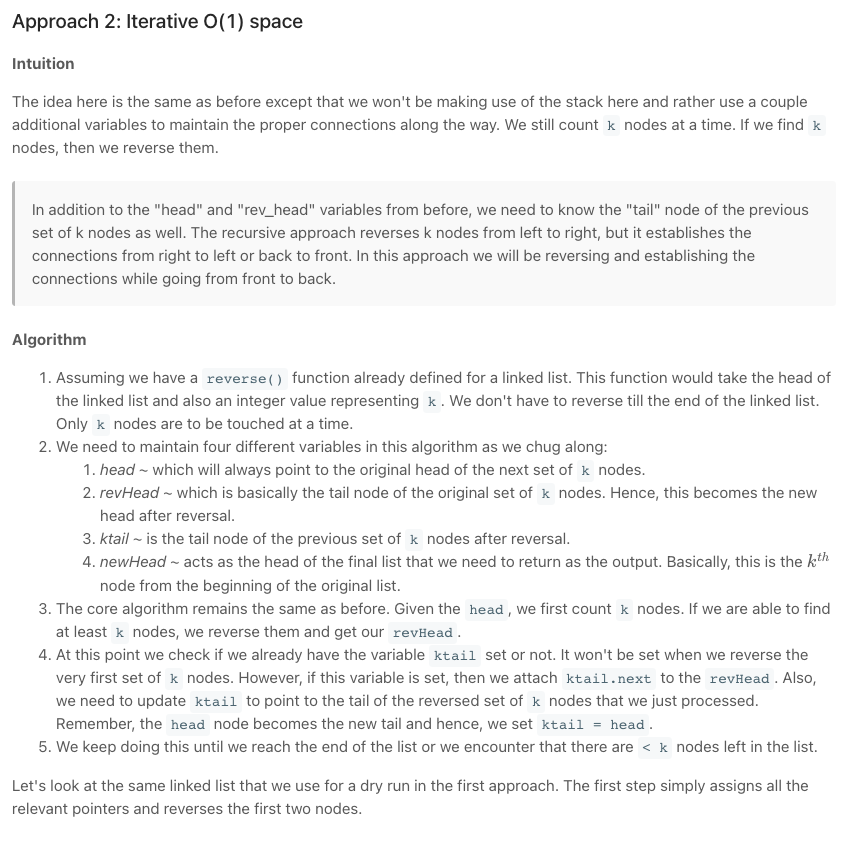 Approach 2: Iterative O(1) space
Intuition
The idea here is the same as before except that we won't be making use of the stack here and rather use a couple
additional variables to maintain the proper connections along the way. We still count k nodes at a time. If we find k
nodes, then we reverse them.
In addition to the "head" and "rev_head" variables from before, we need to know the "tail" node of the previous
set of k nodes as well. The recursive approach reverses k nodes from left to right, but it establishes the
connections from right to left or back to front. In this approach we will be reversing and establishing the
connections while going from front to back.
Algorithm
1. Assuming we have a reverse() function already defined for a linked list. This function would take the head of
the linked list and also an integer value representing k. We don't have to reverse till the end of the linked list.
Only k nodes are to be touched at a time.
2. We need to maintain four different variables in this algorithm as we chug along:
1. head ~ which will always point to the original head of the next set of k nodes.
2. revHead ~ which is basically the tail node of the original set of k nodes. Hence, this becomes the new
head after reversal.
3. ktail ~ is the tail node of the previous set of k nodes after reversal.
4. newHead ~ acts as the head of the final list that we need to return as the output. Basically, this is the k^th
node from the beginning of the original list.
3. The core algorithm remains the same as before. Given the head, we first count k nodes. If we are able to find
at least k nodes, we reverse them and get our revHead.
4. At this point we check if we already have the variable ktail set or not. It won't be set when we reverse the
very first set of k nodes. However, if this variable is set, then we attach ktail.next to the revHead. Also,
we need to update ktail to point to the tail of the reversed set of k nodes that we just processed.
Remember, the head node becomes the new tail and hence, we set ktail = head.
5. We keep doing this until we reach the end of the list or we encounter that there are < k nodes left in the list.
Let's look at the same linked list that we use for a dry run in the first approach. The first step simply assigns all the
relevant pointers and reverses the first two nodes.